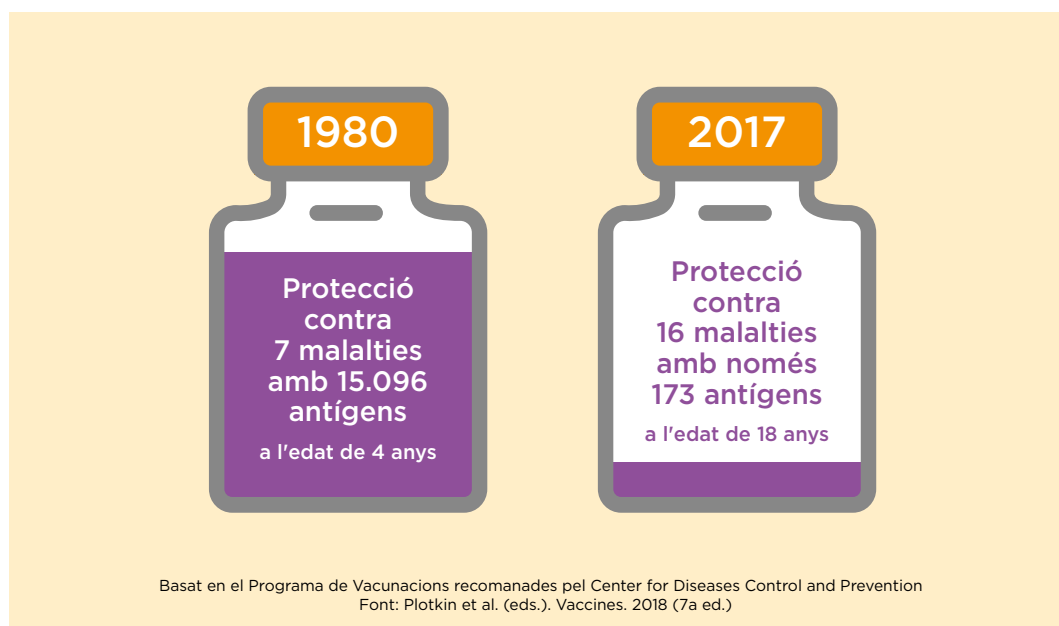 1980
Protecció
contra
7 malalties
amb 15.096
antígens
a l'edat de 4 anys
2017
Protecció
contra
16 malalties
amb només
173 antígens
a l'edat de 18 anys
Basat en el Programa de Vacunacions recomanades pel Center for Diseases Control and Prevention
Font: Plotkin et al. (eds.). Vaccines. 2018 (7a ed.)